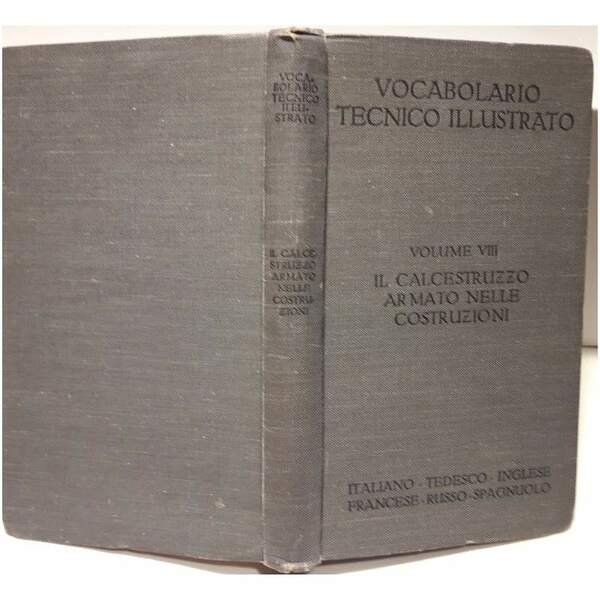 VOCA-
BOLARIO
TECNICO
ILLU-
STRATO
IL CALCE-
STRUZZO
ARMATO
NELLE
COSTRU-
ZIONI
VOCABOLARIO
TECNICO ILLUSTRATO
VOLUME VIII
IL CALCESTRUZZO
ARMATO NELLE
COSTRUZIONI
ITALIANO - TEDESCO - INGLESE
FRANCESE - RUSSO - SPAGNUOLO